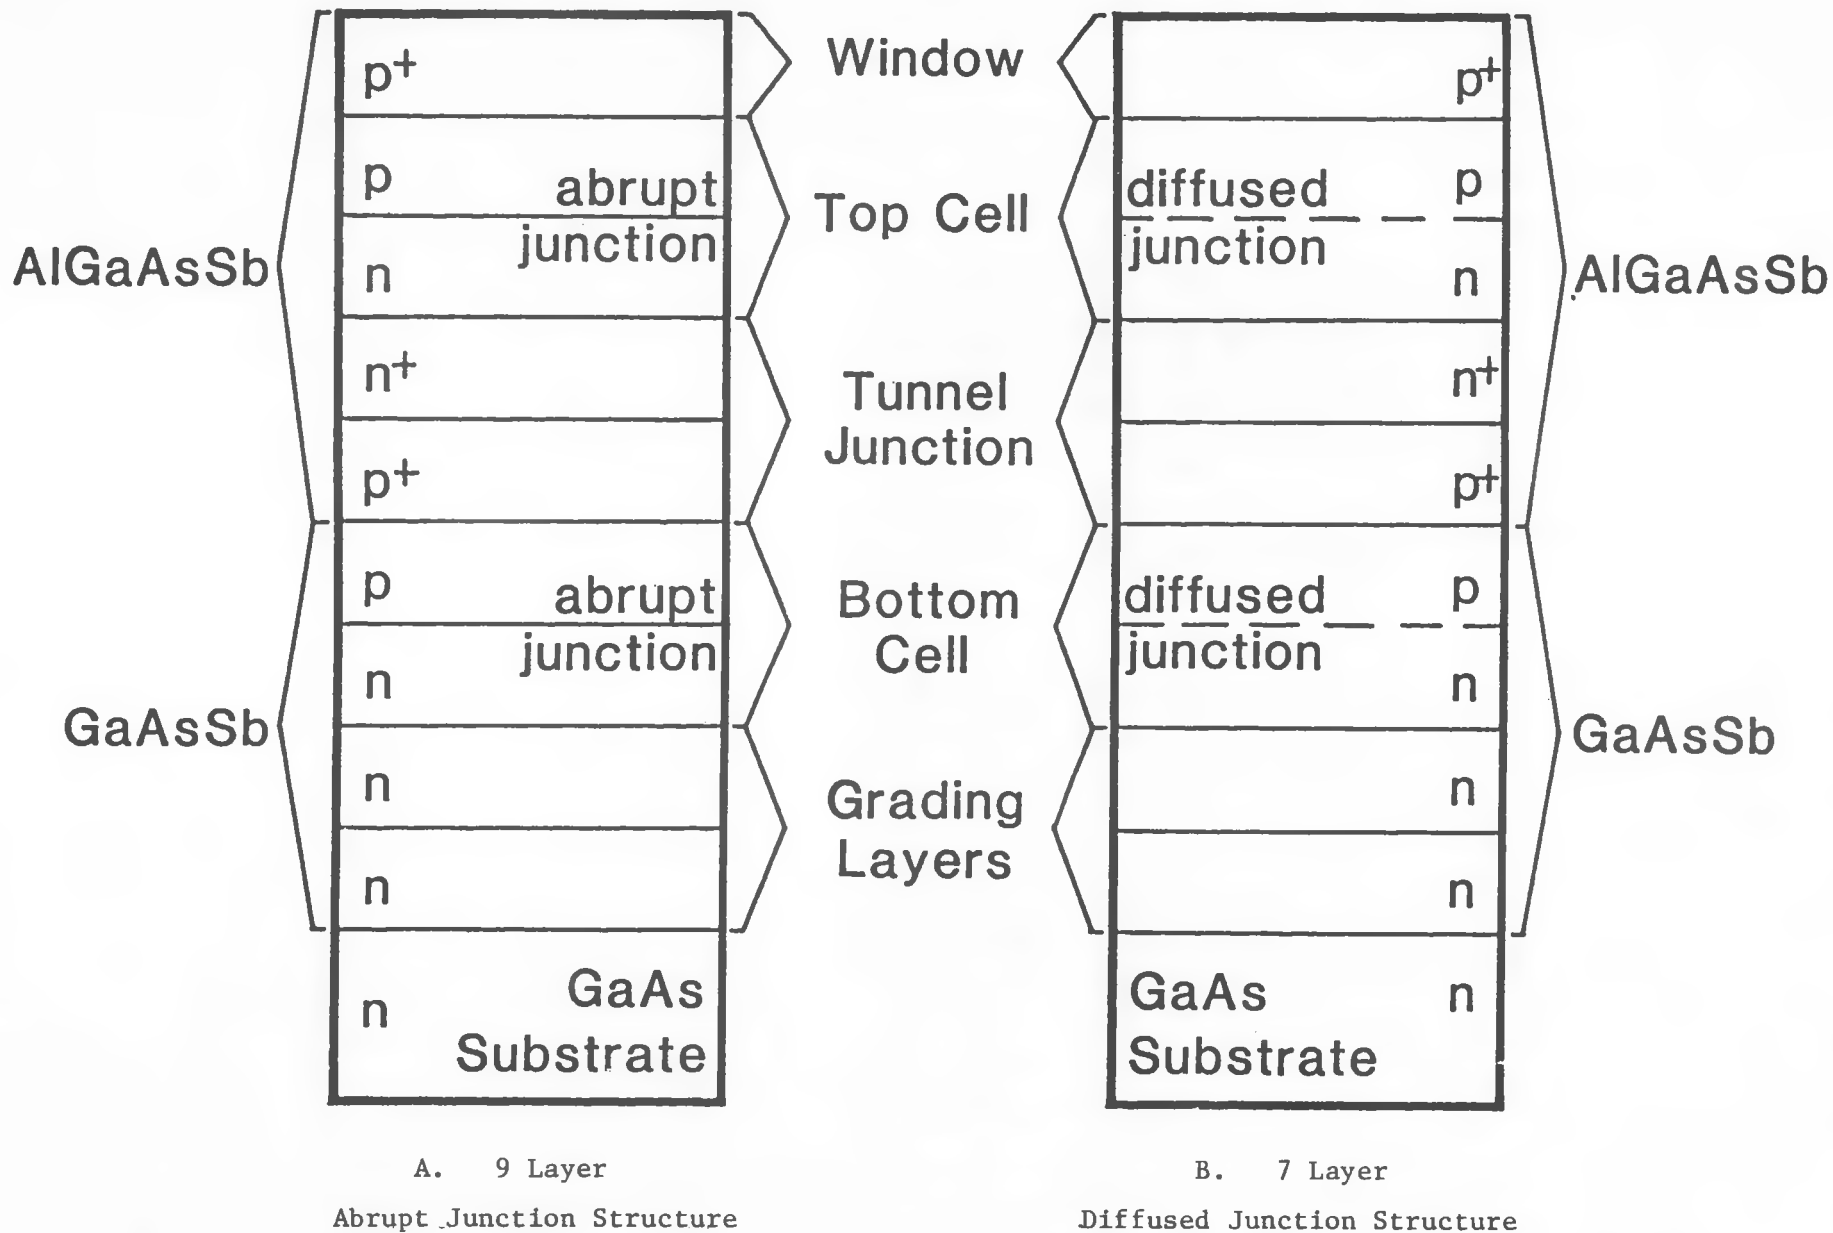 p+
p
abrupt
junction
n
n+
p+
p
abrupt
junction
n
n
n
n
GaAs
Substrate
AlGaAsSb
GaAsSb
Window
Top Cell
Tunnel
Junction
Bottom
Cell
Grading
Layers
p+
diffused
p
junction
n
n+
p+
diffused
p
junction
n
n
n
GaAs
n
Substrate
AlGaAsSb
GaAsSb
A. 9 Layer
Abrupt Junction Structure
B. 7 Layer
Diffused Junction Structure